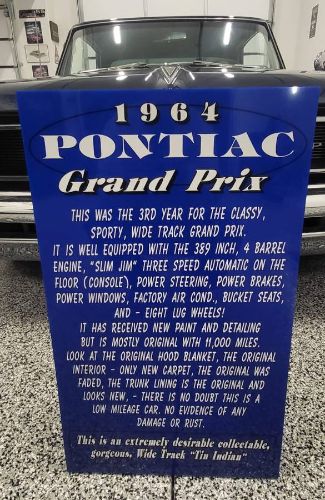 1964
PONTIAC
Grand Prix
THIS WAS THE 3RD YEAR FOR THE CLASSY,
SPORTY, WIDE TRACK GRAND PRIX.
IT IS WELL EQUIPPED WITH THE 389 INCH, 4 BARREL
ENGINE, "SLIM JIM" THREE SPEED AUTOMATIC ON THE
FLOOR (CONSOLE), POWER STEERING, POWER BRAKES,
POWER WINDOWS, FACTORY AIR COND., BUCKET SEATS,
AND - EIGHT LUG WHEELS!
IT HAS RECEIVED NEW PAINT AND DETAILING
BUT IS MOSTLY ORIGINAL WITH 11,000 MILES.
LOOK AT THE ORIGINAL HOOD BLANKET, THE ORIGINAL
INTERIOR - ONLY NEW CARPET, THE ORIGINAL WAS
FADED, THE TRUNK LINING IS THE ORIGINAL AND
LOOKS NEW, - THERE IS NO DOUBT THIS IS A
LOW MILEAGE CAR. NO EVIDENCE OF ANY
DAMAGE OR RUST.
This is an extremely desirable collectable,
gorgeous, Wide Track "Tin Indian"